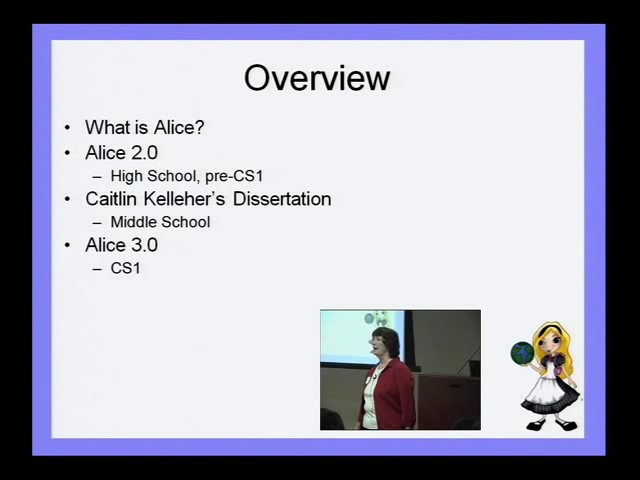 Overview
• What is Alice?
• Alice 2.0
– High School, pre-CS1
• Caitlin Kelleher's Dissertation
– Middle School
• Alice 3.0
– CS1